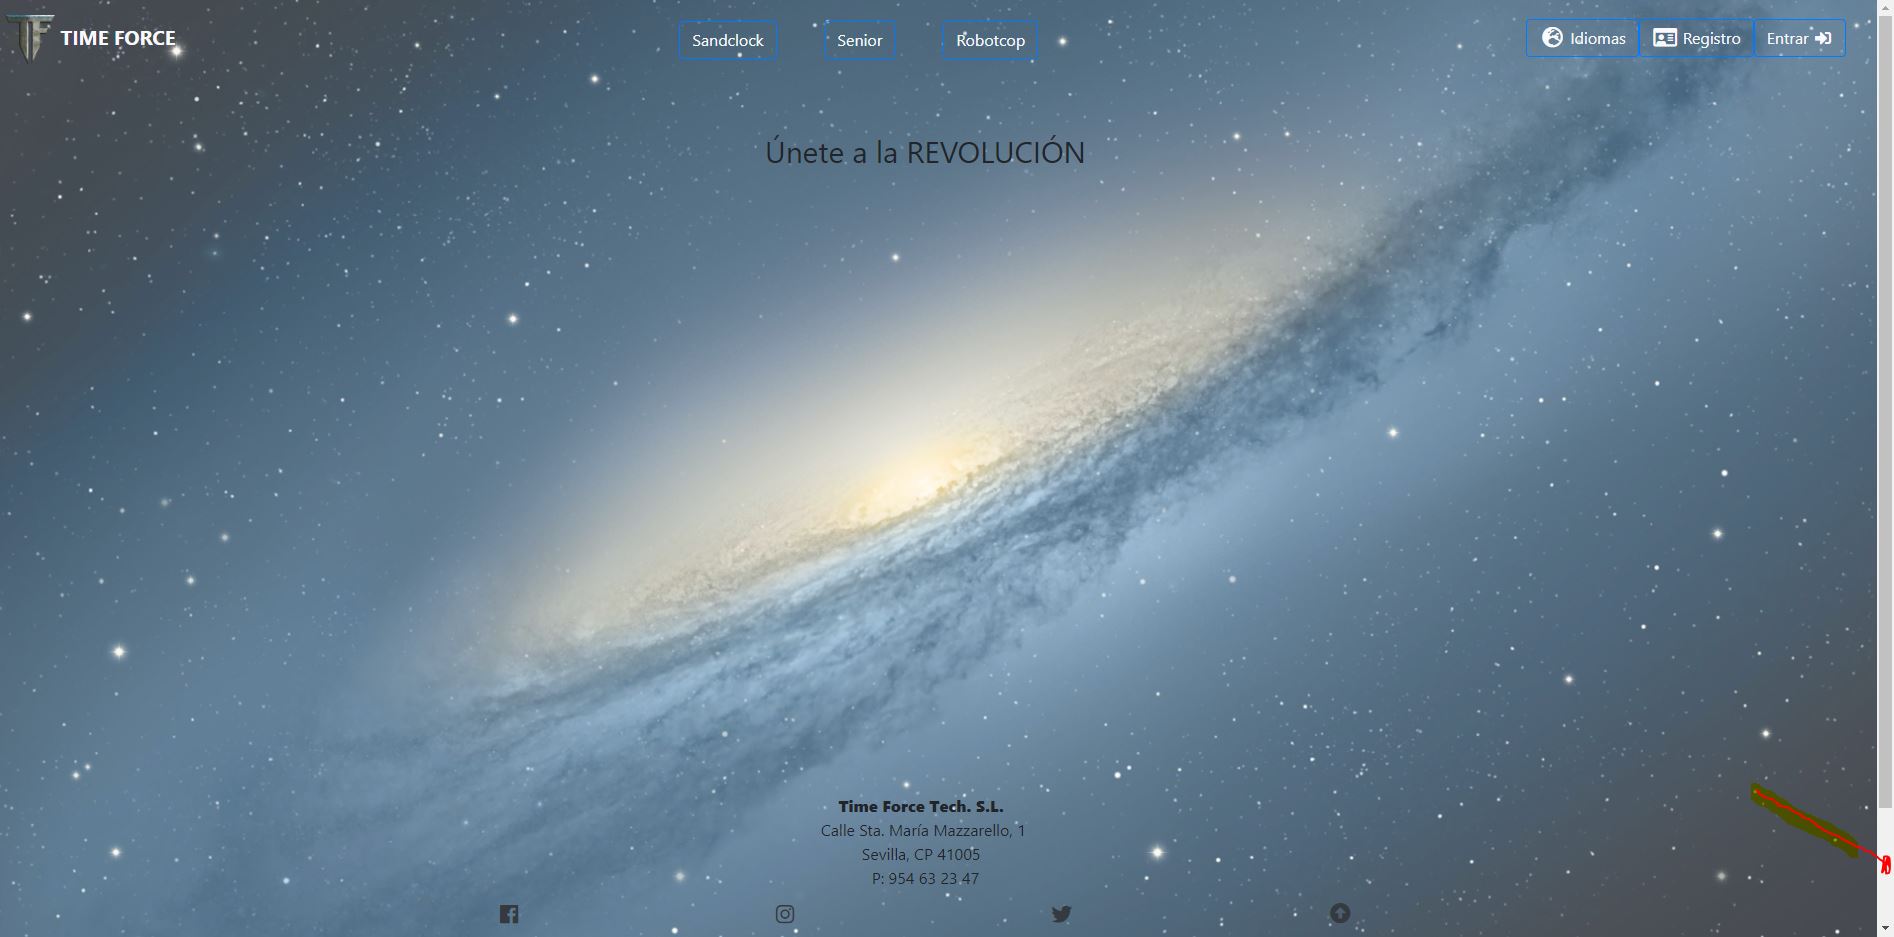 TF TIME FORCE
Sandclock
Senior
Robotcop
Idiomas
Registro
Entrar
Únete a la REVOLUCIÓN
Time Force Tech. S.L.
Calle Sta. María Mazzarello, 1
Sevilla, CP 41005
P: 954 63 23 47